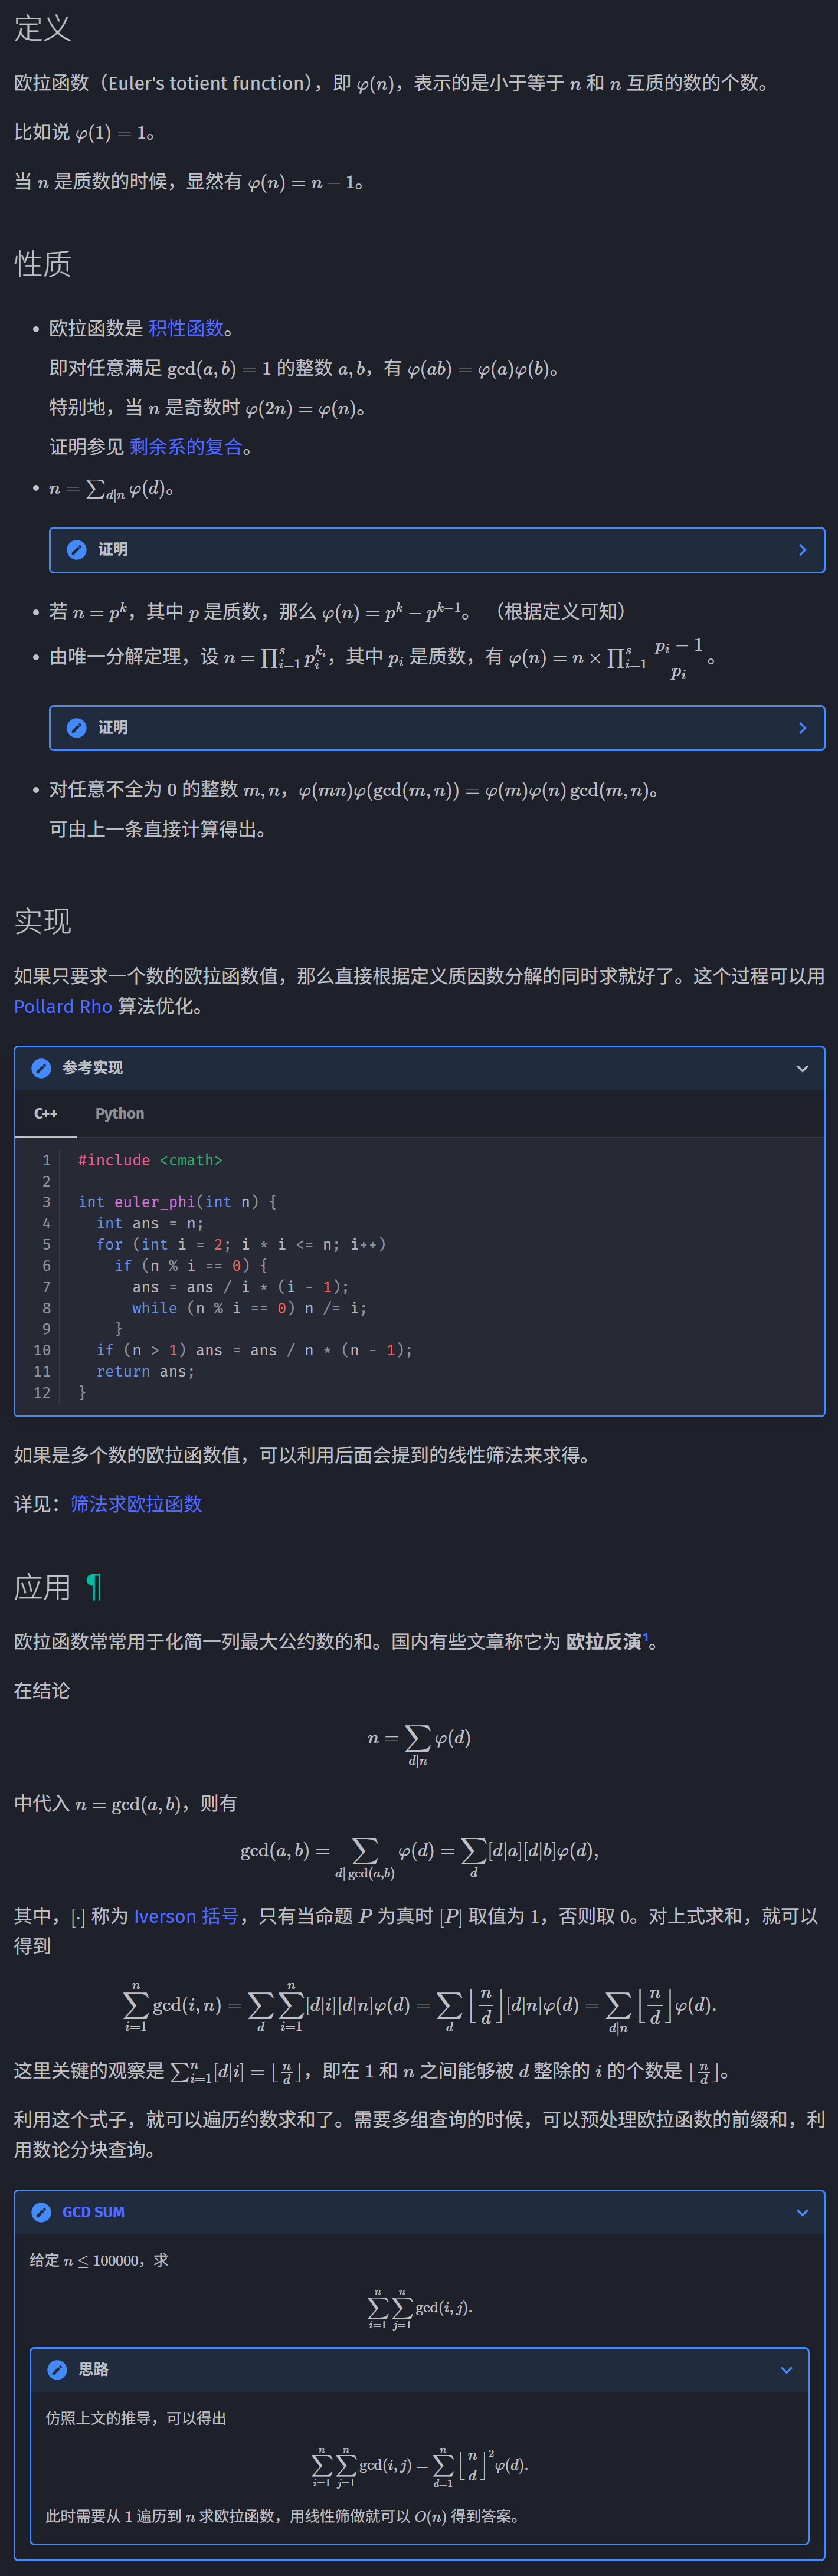 定义
欧拉函数（Euler's totient function），即 φ(n)，表示的是小于等于 n 和 n 互质的数的个数。
比如说 φ(1) = 1。
当 n 是质数的时候，显然有 φ(n) = n − 1。
性质
• 欧拉函数是 积性函数。
即对任意满足 gcd(a, b) = 1 的整数 a, b，有 φ(ab) = φ(a)φ(b)。
特别地，当 n 是奇数时 φ(2n) = φ(n)。
证明参见 剩余系的复合。
• n = ∑_{d|n} φ(d)。
证明
• 若 n = p^k，其中 p 是质数，那么 φ(n) = p^k − p^{k−1}。（根据定义可知）
• 由唯一分解定理，设 n = ∏_{i=1}^{s} p_i^{k_i}，其中 p_i 是质数，有 φ(n) = n × ∏_{i=1}^{s} \frac{p_i − 1}{p_i}。
证明
• 对任意不全为 0 的整数 m, n，φ(mn)φ(gcd(m, n)) = φ(m)φ(n) gcd(m, n)。
可由上一条直接计算得出。
实现
如果只要求一个数的欧拉函数值，那么直接根据定义质因数分解的同时求就好了。这个过程可以用
Pollard Rho 算法优化。
参考实现
C++ Python
1 #include <cmath>
2
3 int euler_phi(int n) {
4   int ans = n;
5   for (int i = 2; i * i <= n; i++)
6     if (n % i == 0) {
7       ans = ans / i * (i - 1);
8       while (n % i == 0) n /= i;
9     }
10   if (n > 1) ans = ans / n * (n - 1);
11   return ans;
12 }
如果是多个数的欧拉函数值，可以利用后面会提到的线性筛法来求得。
详见：筛法求欧拉函数
应用 ¶
欧拉函数常常用于化简一列最大公约数的和。国内有些文章称它为 欧拉反演¹。
在结论
n = ∑_{d|n} φ(d)
中代入 n = gcd(a, b)，则有
gcd(a, b) = ∑_{d|gcd(a,b)} φ(d) = ∑_d [d|a][d|b]φ(d),
其中，[·] 称为 Iverson 括号，只有当命题 P 为真时 [P] 取值为 1，否则取 0。对上式求和，就可以
得到
∑_{i=1}^{n} gcd(i, n) = ∑_d ∑_{i=1}^{n} [d|i][d|n]φ(d) = ∑_d ⌊\frac{n}{d}⌋ [d|n]φ(d) = ∑_{d|n} ⌊\frac{n}{d}⌋ φ(d).
这里关键的观察是 ∑_{i=1}^{n} [d|i] = ⌊\frac{n}{d}⌋，即在 1 和 n 之间能够被 d 整除的 i 的个数是 ⌊\frac{n}{d}⌋。
利用这个式子，就可以遍历约数求和了。需要多组查询的时候，可以预处理欧拉函数的前缀和，利
用数论分块查询。
GCD SUM
给定 n ≤ 100000，求
∑_{i=1}^{n} ∑_{j=1}^{n} gcd(i, j).
思路
仿照上文的推导，可以得出
∑_{i=1}^{n} ∑_{j=1}^{n} gcd(i, j) = ∑_{d=1}^{n} ⌊\frac{n}{d}⌋^2 φ(d).
此时需要从 1 遍历到 n 求欧拉函数，用线性筛做就可以 O(n) 得到答案。